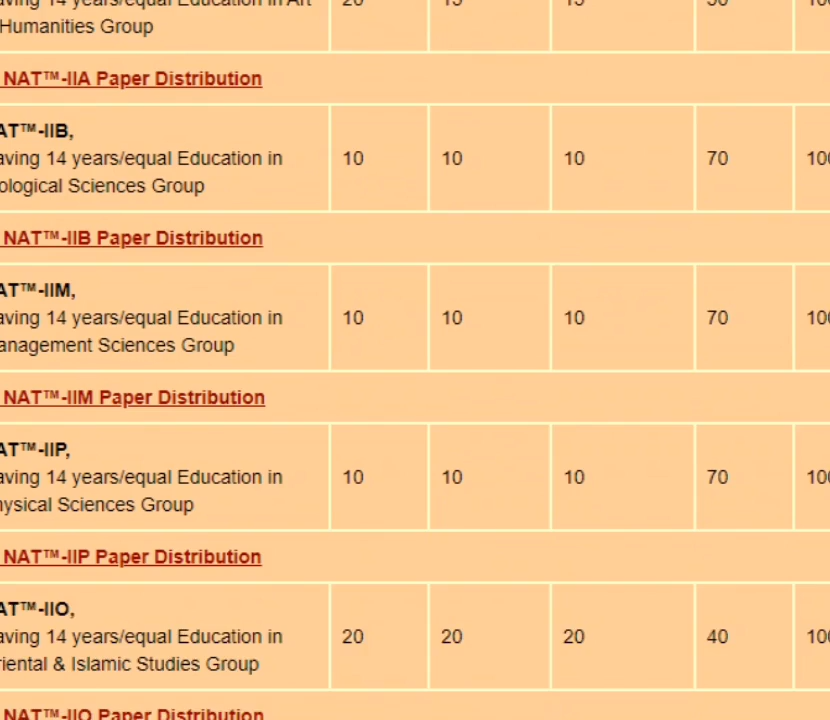 aving 14 years/equal Education in Art 20 15 15 50
Humanities Group
NAT™-IIA Paper Distribution
AT™-IIB,
aving 14 years/equal Education in 10 10 10 70 100
ological Sciences Group
NAT™-IIB Paper Distribution
AT™-IIM,
aving 14 years/equal Education in 10 10 10 70 100
anagement Sciences Group
NAT™-IIM Paper Distribution
AT™-IIP,
aving 14 years/equal Education in 10 10 10 70 100
hysical Sciences Group
NAT™-IIP Paper Distribution
AT™-IIO,
aving 14 years/equal Education in 20 20 20 40 100
riental & Islamic Studies Group
NAT™-IIO Paper Distribution